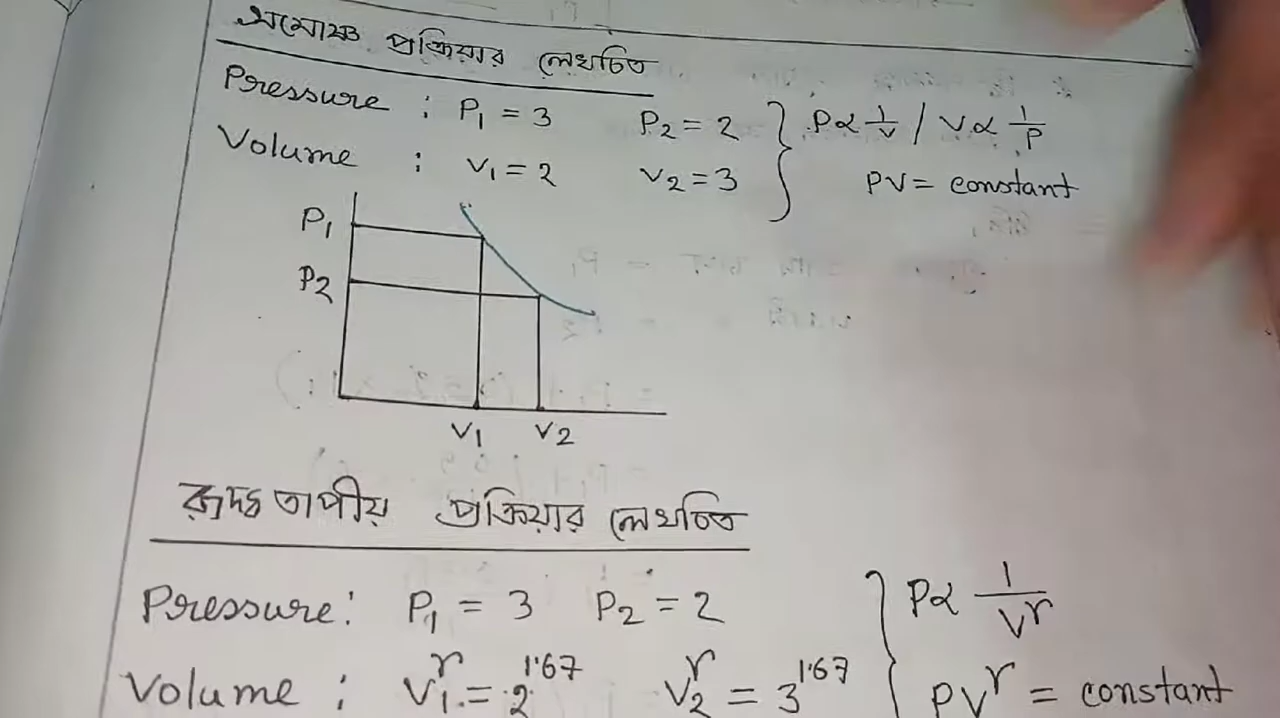 সমোষ্ণ প্রক্রিয়ার লেখচিত্র
Pressure : P₁ = 3 P₂ = 2 } P∝ 1/V / V∝ 1/P
Volume : V₁ = 2 V₂ = 3 } PV = constant
P₁
P₂
V₁ V₂
রুদ্ধতাপীয় প্রক্রিয়ার লেখচিত্র
Pressure : P₁ = 3 P₂ = 2 } P∝ 1/V^r
Volume : V₁^r = 2^1.67 V₂^r = 3^1.67 } PV^r = constant